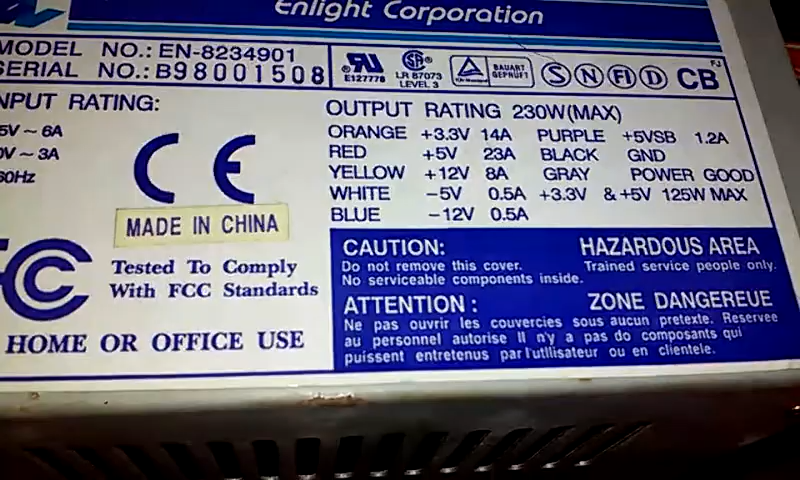 Enlight Corporation
MODEL NO.: EN-8234901
SERIAL NO.: B98001508
E127778
LR 87073
LEVEL 3
BAUART
GEPRÜFT
S N FI D CB
FJ
INPUT RATING:
5V ~ 6A
0V ~ 3A
60Hz
CE
MADE IN CHINA
FC
Tested To Comply
With FCC Standards
HOME OR OFFICE USE
OUTPUT RATING 230W(MAX)
ORANGE +3.3V 14A PURPLE +5VSB 1.2A
RED +5V 23A BLACK GND
YELLOW +12V 8A GRAY POWER GOOD
WHITE -5V 0.5A +3.3V & +5V 125W MAX
BLUE -12V 0.5A
CAUTION: HAZARDOUS AREA
Do not remove this cover. Trained service people only.
No serviceable components inside.
ATTENTION : ZONE DANGEREUE
Ne pas ouvrir les couvercies sous aucun pretexte. Reservee
au personnel autorise Il n'y a pas do composants qui
puissent entretenus par l'utllisateur ou en clientele.